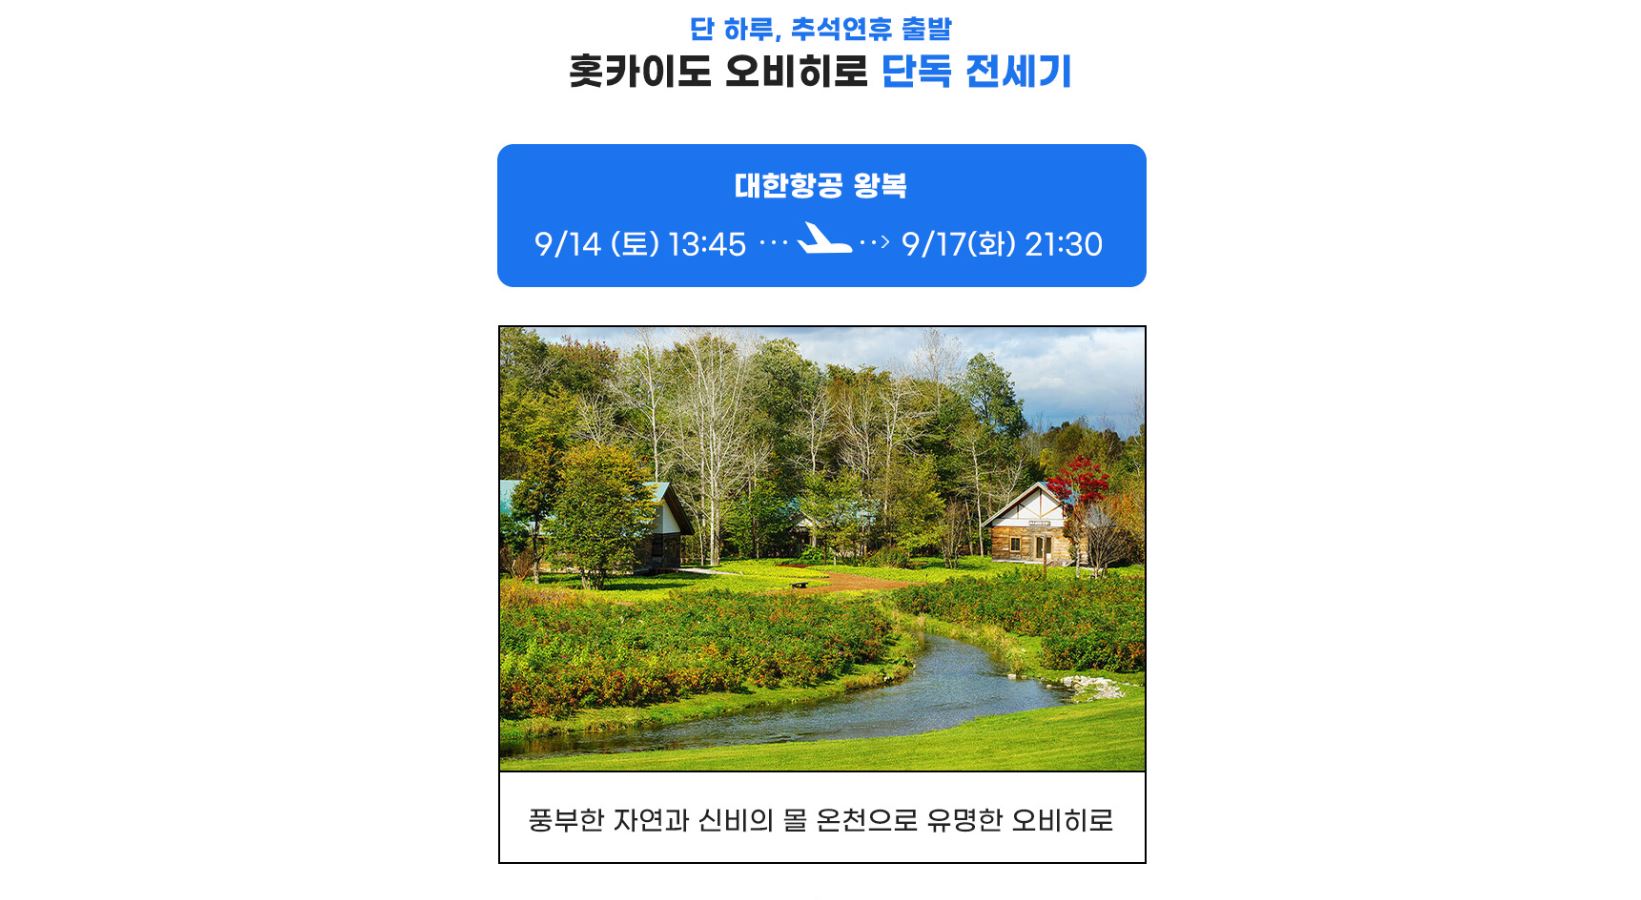 단 하루, 추석연휴 출발
홋카이도 오비히로 단독 전세기
대한항공 왕복
9/14 (토) 13:45 ··· ··> 9/17(화) 21:30
풍부한 자연과 신비의 몰 온천으로 유명한 오비히로